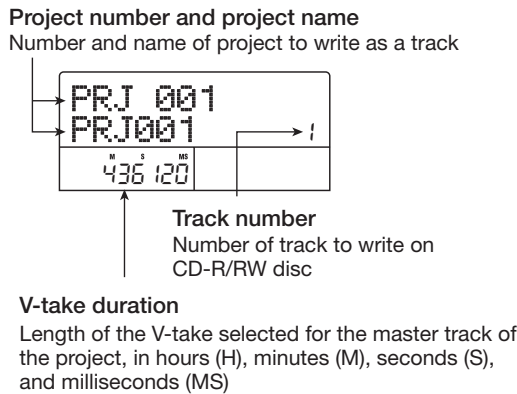 Project number and project name
Number and name of project to write as a track
PRJ 001
PRJ001 1
M S MS
436 120
Track number
Number of track to write on
CD-R/RW disc
V-take duration
Length of the V-take selected for the master track of
the project, in hours (H), minutes (M), seconds (S),
and milliseconds (MS)